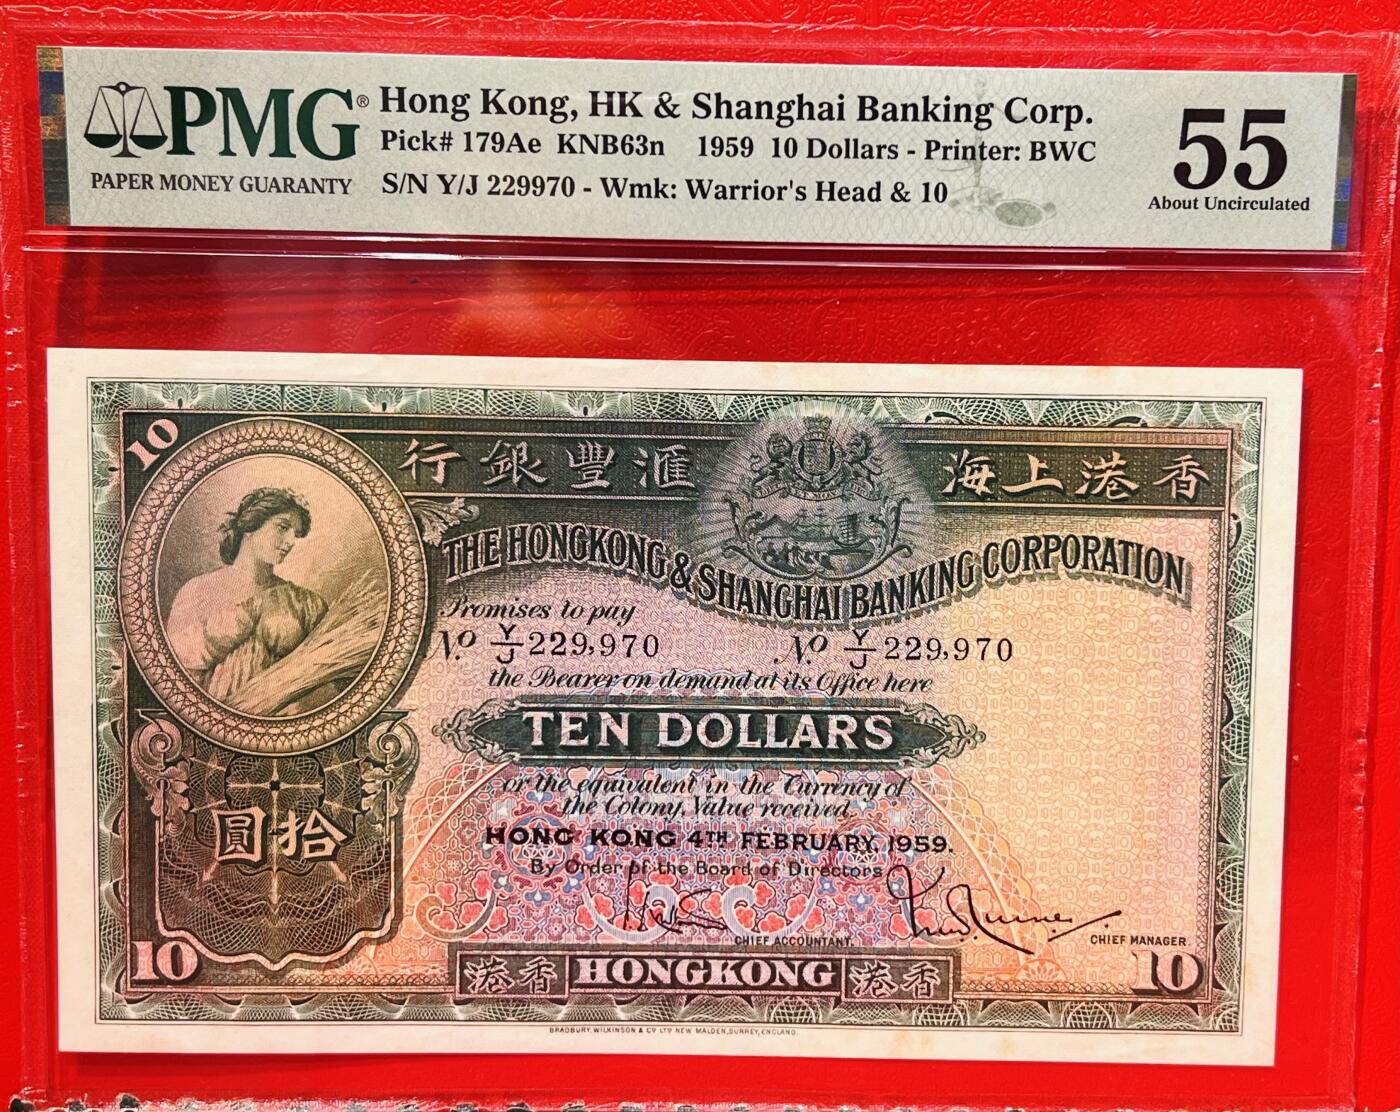 PMG®
PAPER MONEY GUARANTY
Hong Kong, HK & Shanghai Banking Corp.
Pick# 179Ae KNB63n 1959 10 Dollars - Printer: BWC
S/N Y/J 229970 - Wmk: Warrior's Head & 10
55
About Uncirculated
10
行銀豐滙 海上港香
THE HONGKONG & SHANGHAI BANKING CORPORATION
Promises to pay
No. Y/J 229,970 No. Y/J 229,970
the Bearer on demand at its Office here
TEN DOLLARS
or the equivalent in the Currency of
the Colony, Value received.
圓拾
HONG KONG 4TH FEBRUARY, 1959.
By Order of the Board of Directors
CHIEF ACCOUNTANT.
CHIEF MANAGER.
10 港香 HONGKONG 港香 10
BRADBURY, WILKINSON & Co LTD NEW MALDEN, SURREY, ENGLAND.